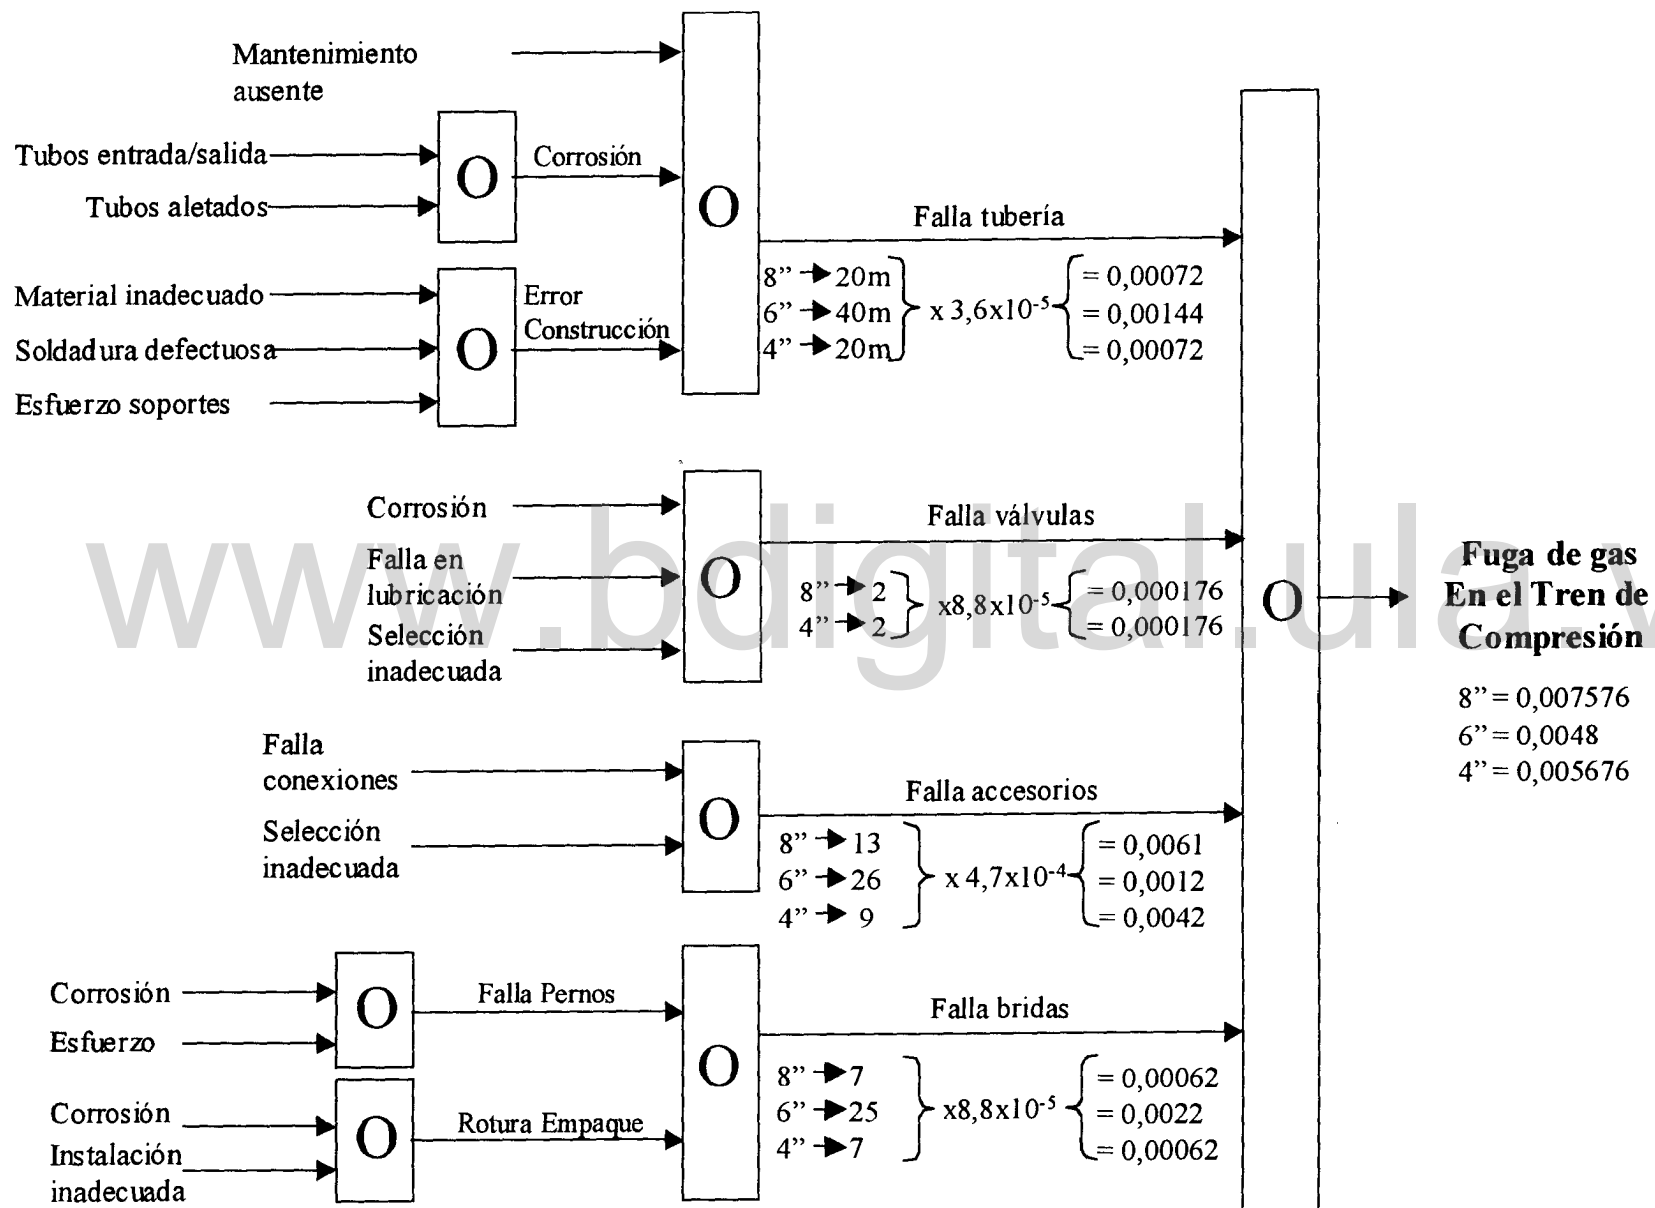 Mantenimiento
ausente
Tubos entrada/salida
Tubos aletados
O
Corrosión
Material inadecuado
Soldadura defectuosa
Esfuerzo soportes
O
Error
Construcción
O
Falla tubería
8” 20m
6” 40m
4” 20m
x 3,6x10-5
= 0,00072
= 0,00144
= 0,00072
Corrosión
Falla en
lubricación
Selección
inadecuada
O
Falla válvulas
8” 2
4” 2
x8,8x10-5
= 0,000176
= 0,000176
Falla
conexiones
Selección
inadecuada
O
Falla accesorios
8” 13
6” 26
4” 9
x 4,7x10-4
= 0,0061
= 0,0012
= 0,0042
Corrosión
Esfuerzo
O
Falla Pernos
Corrosión
Instalación
inadecuada
O
Rotura Empaque
O
Falla bridas
8” 7
6” 25
4” 7
x8,8x10-5
= 0,00062
= 0,0022
= 0,00062
O
Fuga de gas
En el Tren de
Compresión
8” = 0,007576
6” = 0,0048
4” = 0,005676
www.bdigital.ula.v